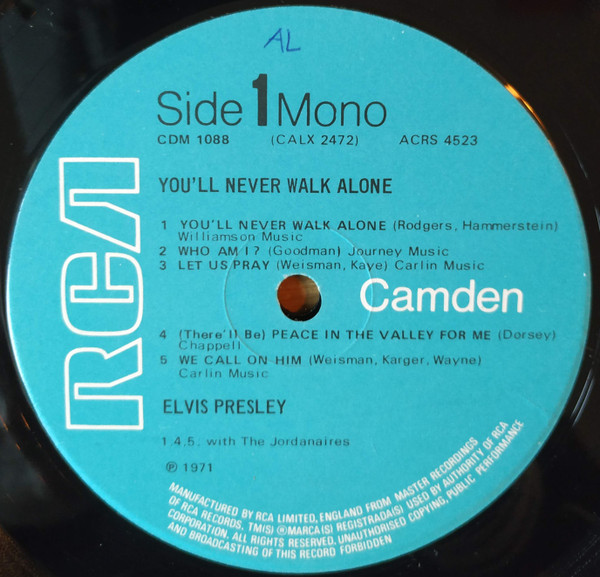 AL
Side 1 Mono
CDM 1088 (CALX 2472) ACRS 4523
YOU'LL NEVER WALK ALONE
1 YOU'LL NEVER WALK ALONE (Rodgers, Hammerstein)
Williamson Music
2 WHO AM I? (Goodman) Journey Music
3 LET US PRAY (Weisman, Kaye) Carlin Music
RCA
Camden
4 (There'll Be) PEACE IN THE VALLEY FOR ME (Dorsey)
Chappell
5 WE CALL ON HIM (Weisman, Karger, Wayne)
Carlin Music
ELVIS PRESLEY
1.4.5. with The Jordanaires
℗ 1971
MANUFACTURED BY RCA LIMITED, ENGLAND FROM MASTER RECORDINGS
OF RCA RECORDS, TM(S) ® MARCA(S) REGISTRADA(S) USED BY AUTHORITY OF RCA
CORPORATION. ALL RIGHTS RESERVED. UNAUTHORISED COPYING, PUBLIC PERFORMANCE
AND BROADCASTING OF THIS RECORD FORBIDDEN